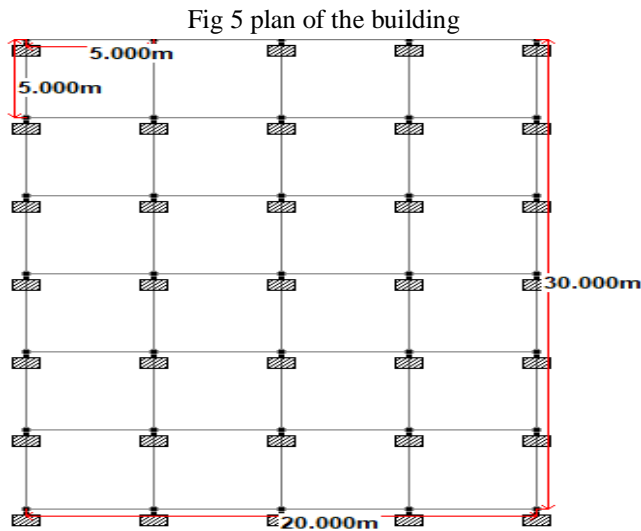 Fig 5 plan of the building
5.000m
5.000m
30.000m
20.000m